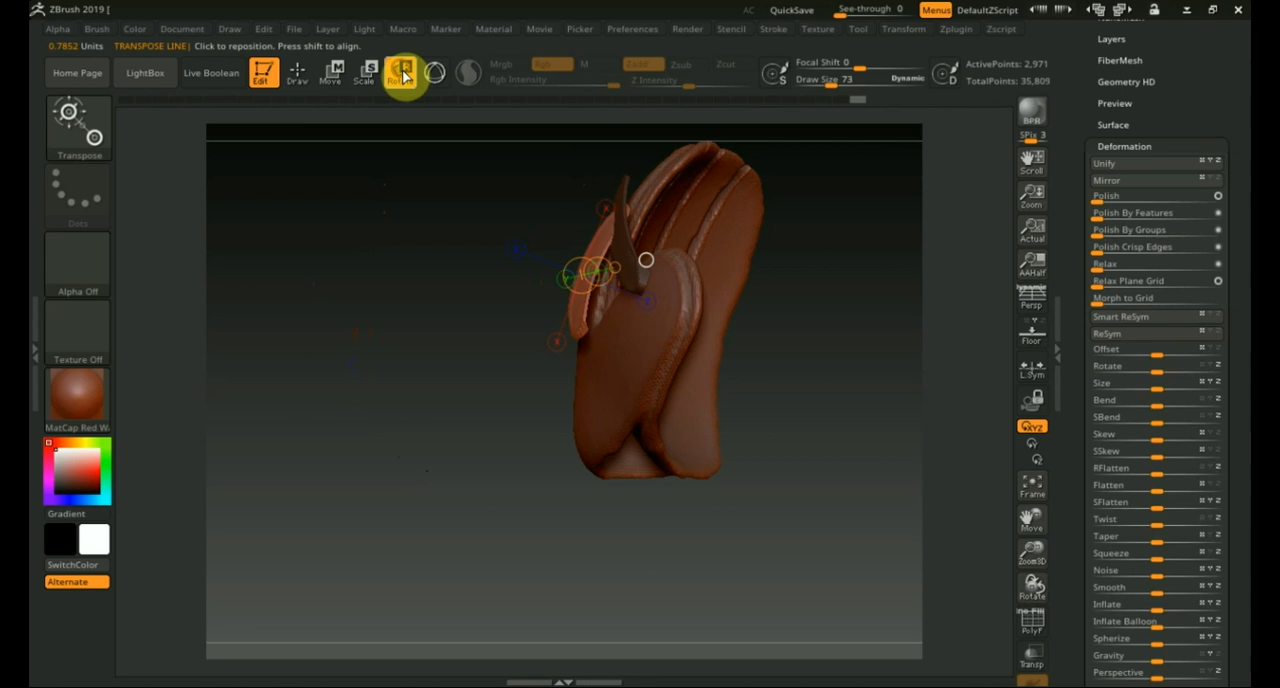 ZBrush 2019 [
AC QuickSave See-through 0 Menus DefaultZScript
Alpha Brush Color Document Draw Edit File Layer Light Macro Marker Material Movie Picker Preferences Render Stencil Stroke Texture Tool Transform Zplugin Zscript
0.7852 Units TRANSPOSE LINE| Click to reposition. Press shift to align.
Home Page LightBox Live Boolean Edit Draw Move Scale
Mrgb Rgb M Zadd Zsub Zcut
Rgb Intensity Z Intensity
Focal Shift 0
Draw Size 73 Dynamic
ActivePoints: 2,971
TotalPoints: 35,809
Transpose
Dots
Alpha Off
Texture Off
MatCap Red Wa
Gradient
SwitchColor
Alternate
BPR
SPix 3
Scroll
Zoom
Actual
AAHalf
Dynamic
Persp
Floor
L.Sym
XYZ
Frame
Move
Zoom3D
Rotate
Line Fill
PolyF
Transp
Layers
FiberMesh
Geometry HD
Preview
Surface
Deformation
Unify
Mirror
Polish
Polish By Features
Polish By Groups
Polish Crisp Edges
Relax
Relax Plane Grid
Morph to Grid
Smart ReSym
ReSym
Offset
Rotate
Size
Bend
SBend
Skew
SSkew
RFlatten
Flatten
SFlatten
Twist
Taper
Squeeze
Noise
Smooth
Inflate
Inflate Balloon
Spherize
Gravity
Perspective